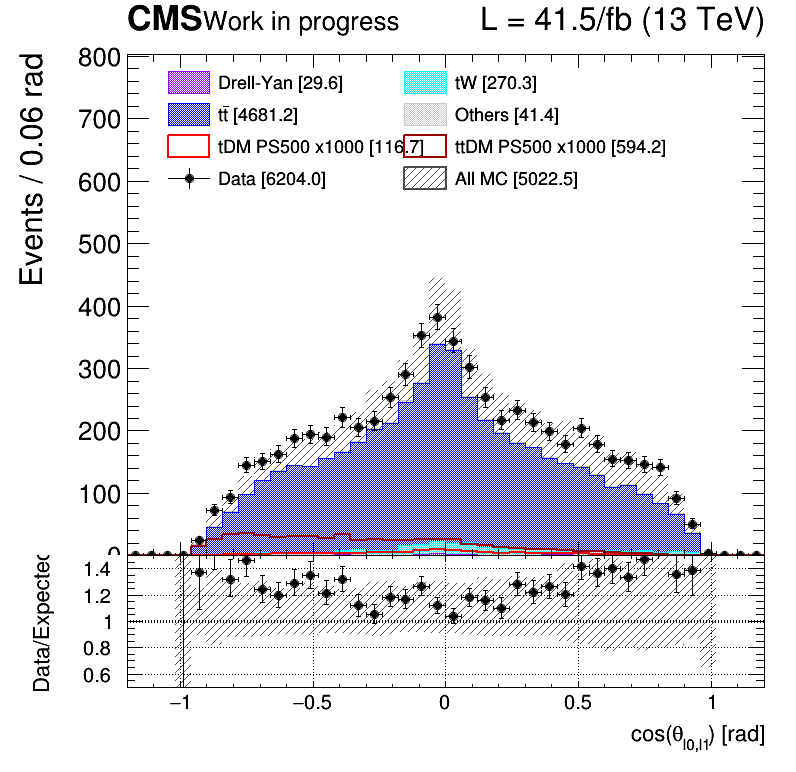 CMS Work in progress L = 41.5/fb (13 TeV)
Events / 0.06 rad
800
700
600
500
400
300
200
100
0
Drell-Yan [29.6]
tW [270.3]
tt̄ [4681.2]
Others [41.4]
tDM PS500 x1000 [116.7]
ttDM PS500 x1000 [594.2]
Data [6204.0]
All MC [5022.5]
Data/Expected
1.4
1.2
1
0.8
0.6
−1 −0.5 0 0.5 1
cos(θl0,l1) [rad]